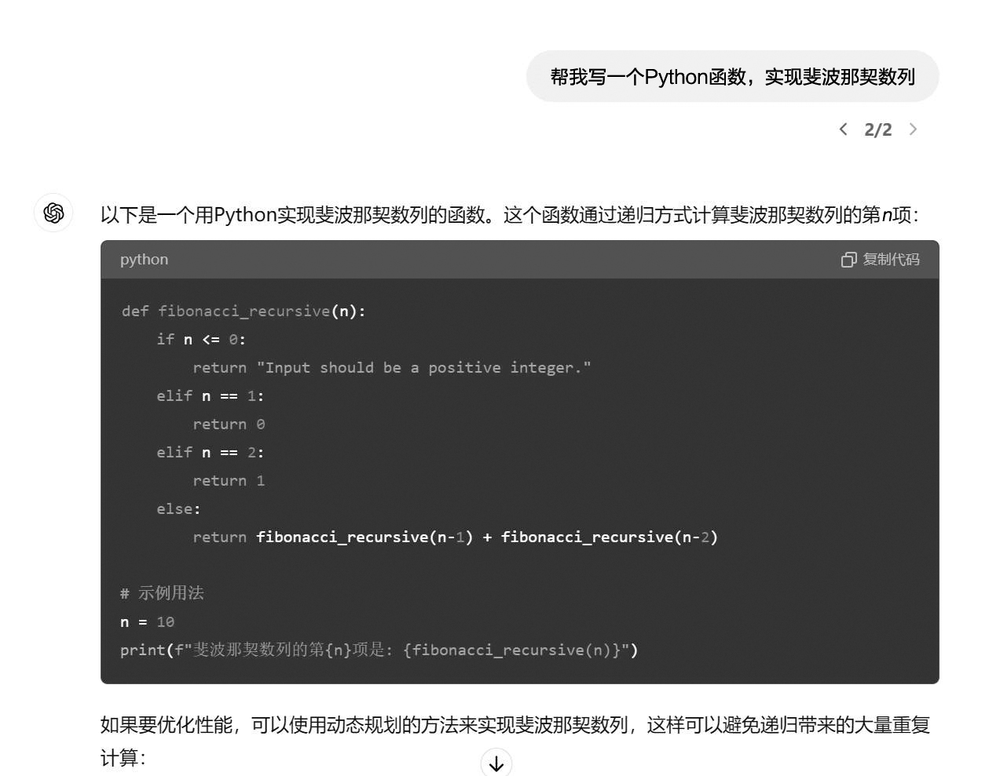 帮我写一个Python函数，实现斐波那契数列
2/2
以下是一个用Python实现斐波那契数列的函数。这个函数通过递归方式计算斐波那契数列的第n项：
python
复制代码
def fibonacci_recursive(n):
    if n <= 0:
        return "Input should be a positive integer."
    elif n == 1:
        return 0
    elif n == 2:
        return 1
    else:
        return fibonacci_recursive(n-1) + fibonacci_recursive(n-2)
# 示例用法
n = 10
print(f"斐波那契数列的第{n}项是: {fibonacci_recursive(n)}")
如果要优化性能，可以使用动态规划的方法来实现斐波那契数列，这样可以避免递归带来的大量重复
计算：